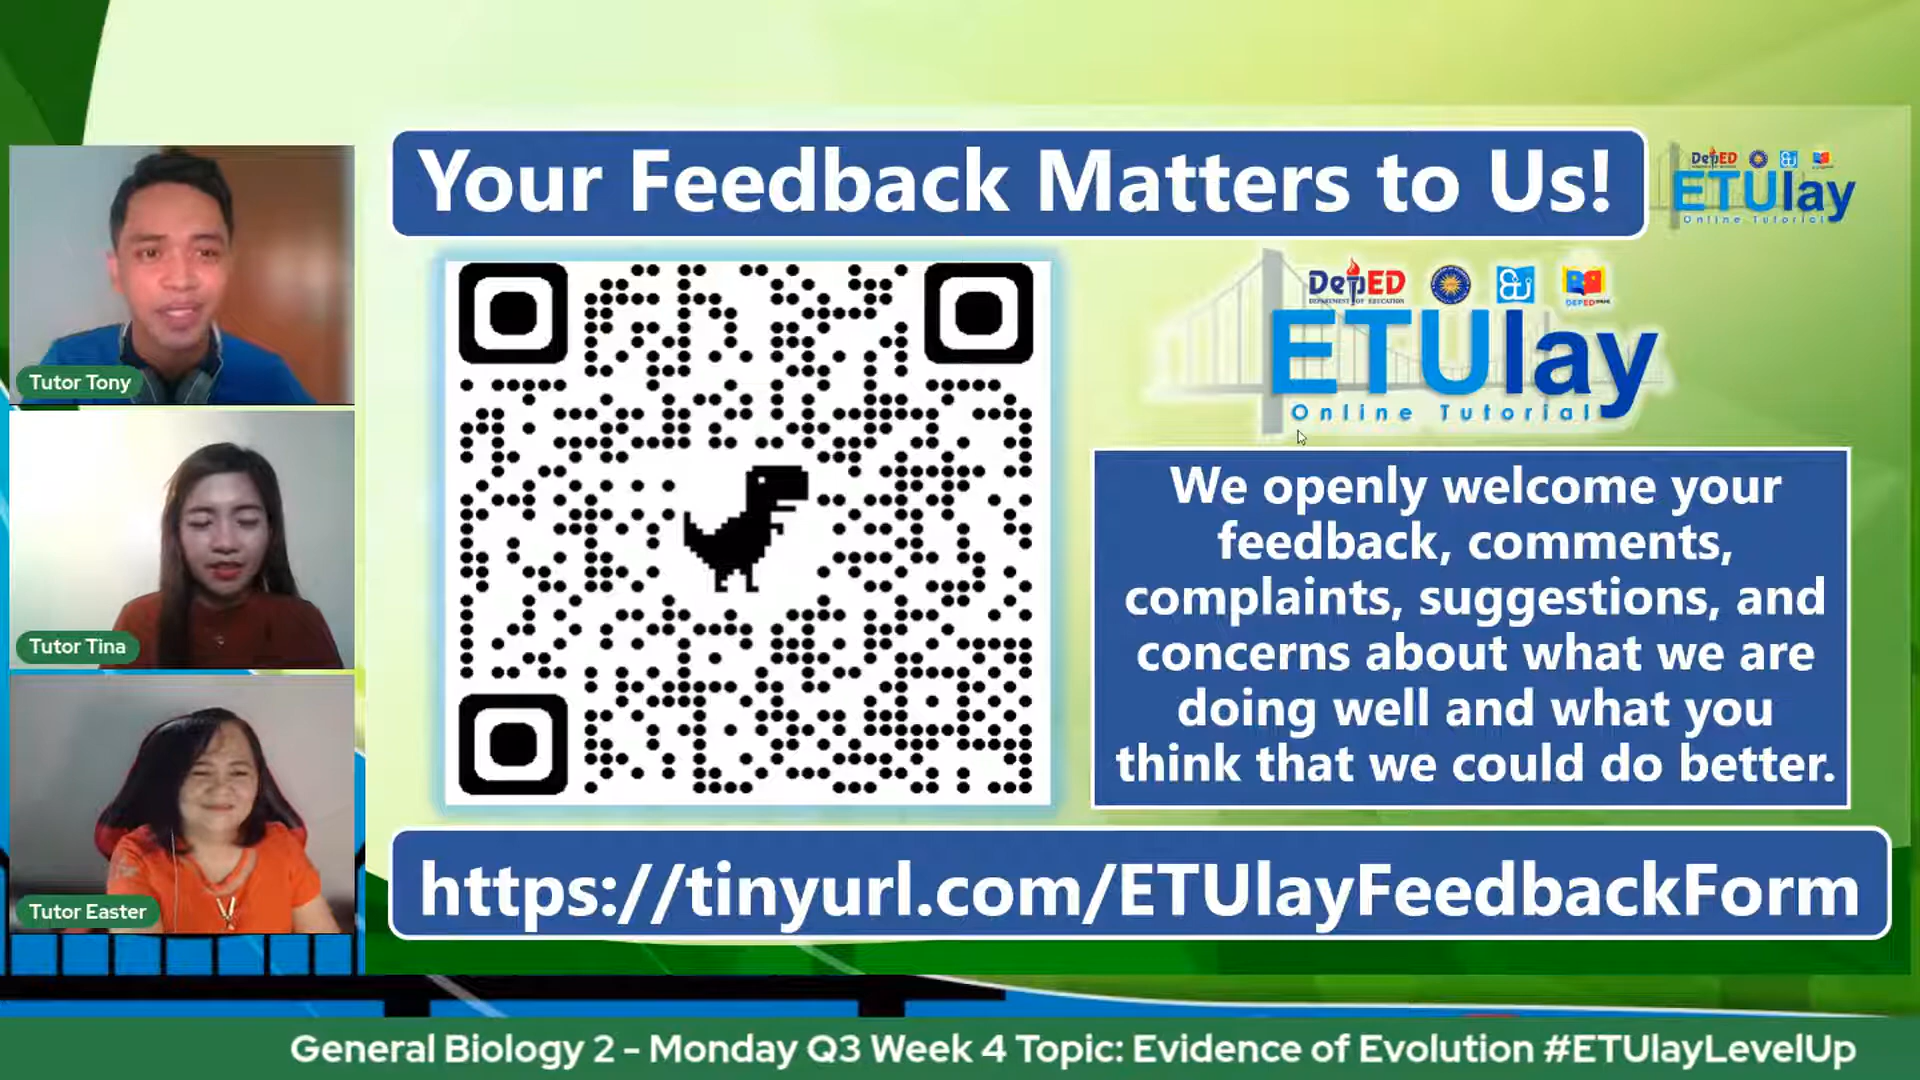 Your Feedback Matters to Us!
DepED
ETUlay
Online Tutorial
DepED
DEPARTMENT OF EDUCATION
ETUlay
Online Tutorial
Tutor Tony
Tutor Tina
Tutor Easter
We openly welcome your
feedback, comments,
complaints, suggestions, and
concerns about what we are
doing well and what you
think that we could do better.
https://tinyurl.com/ETUlayFeedbackForm
General Biology 2 - Monday Q3 Week 4 Topic: Evidence of Evolution #ETUlayLevelUp